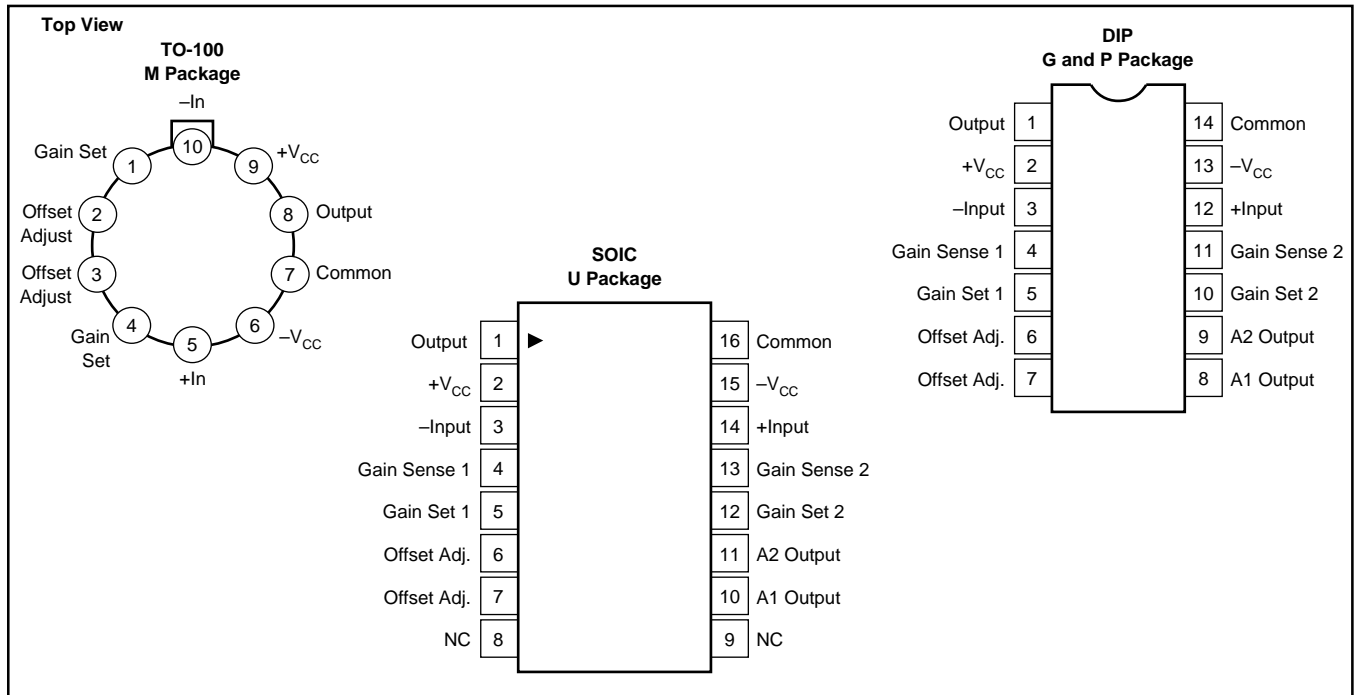 Top View
TO-100
M Package
–In
10
Gain Set
1
9
+VCC
Offset
Adjust
2
8
Output
Offset
Adjust
3
7
Common
Gain
Set
4
5
+In
6
–VCC
SOIC
U Package
Output 1 16 Common
+VCC 2 15 –VCC
–Input 3 14 +Input
Gain Sense 1 4 13 Gain Sense 2
Gain Set 1 5 12 Gain Set 2
Offset Adj. 6 11 A2 Output
Offset Adj. 7 10 A1 Output
NC 8 9 NC
DIP
G and P Package
Output 1 14 Common
+VCC 2 13 –VCC
–Input 3 12 +Input
Gain Sense 1 4 11 Gain Sense 2
Gain Set 1 5 10 Gain Set 2
Offset Adj. 6 9 A2 Output
Offset Adj. 7 8 A1 Output